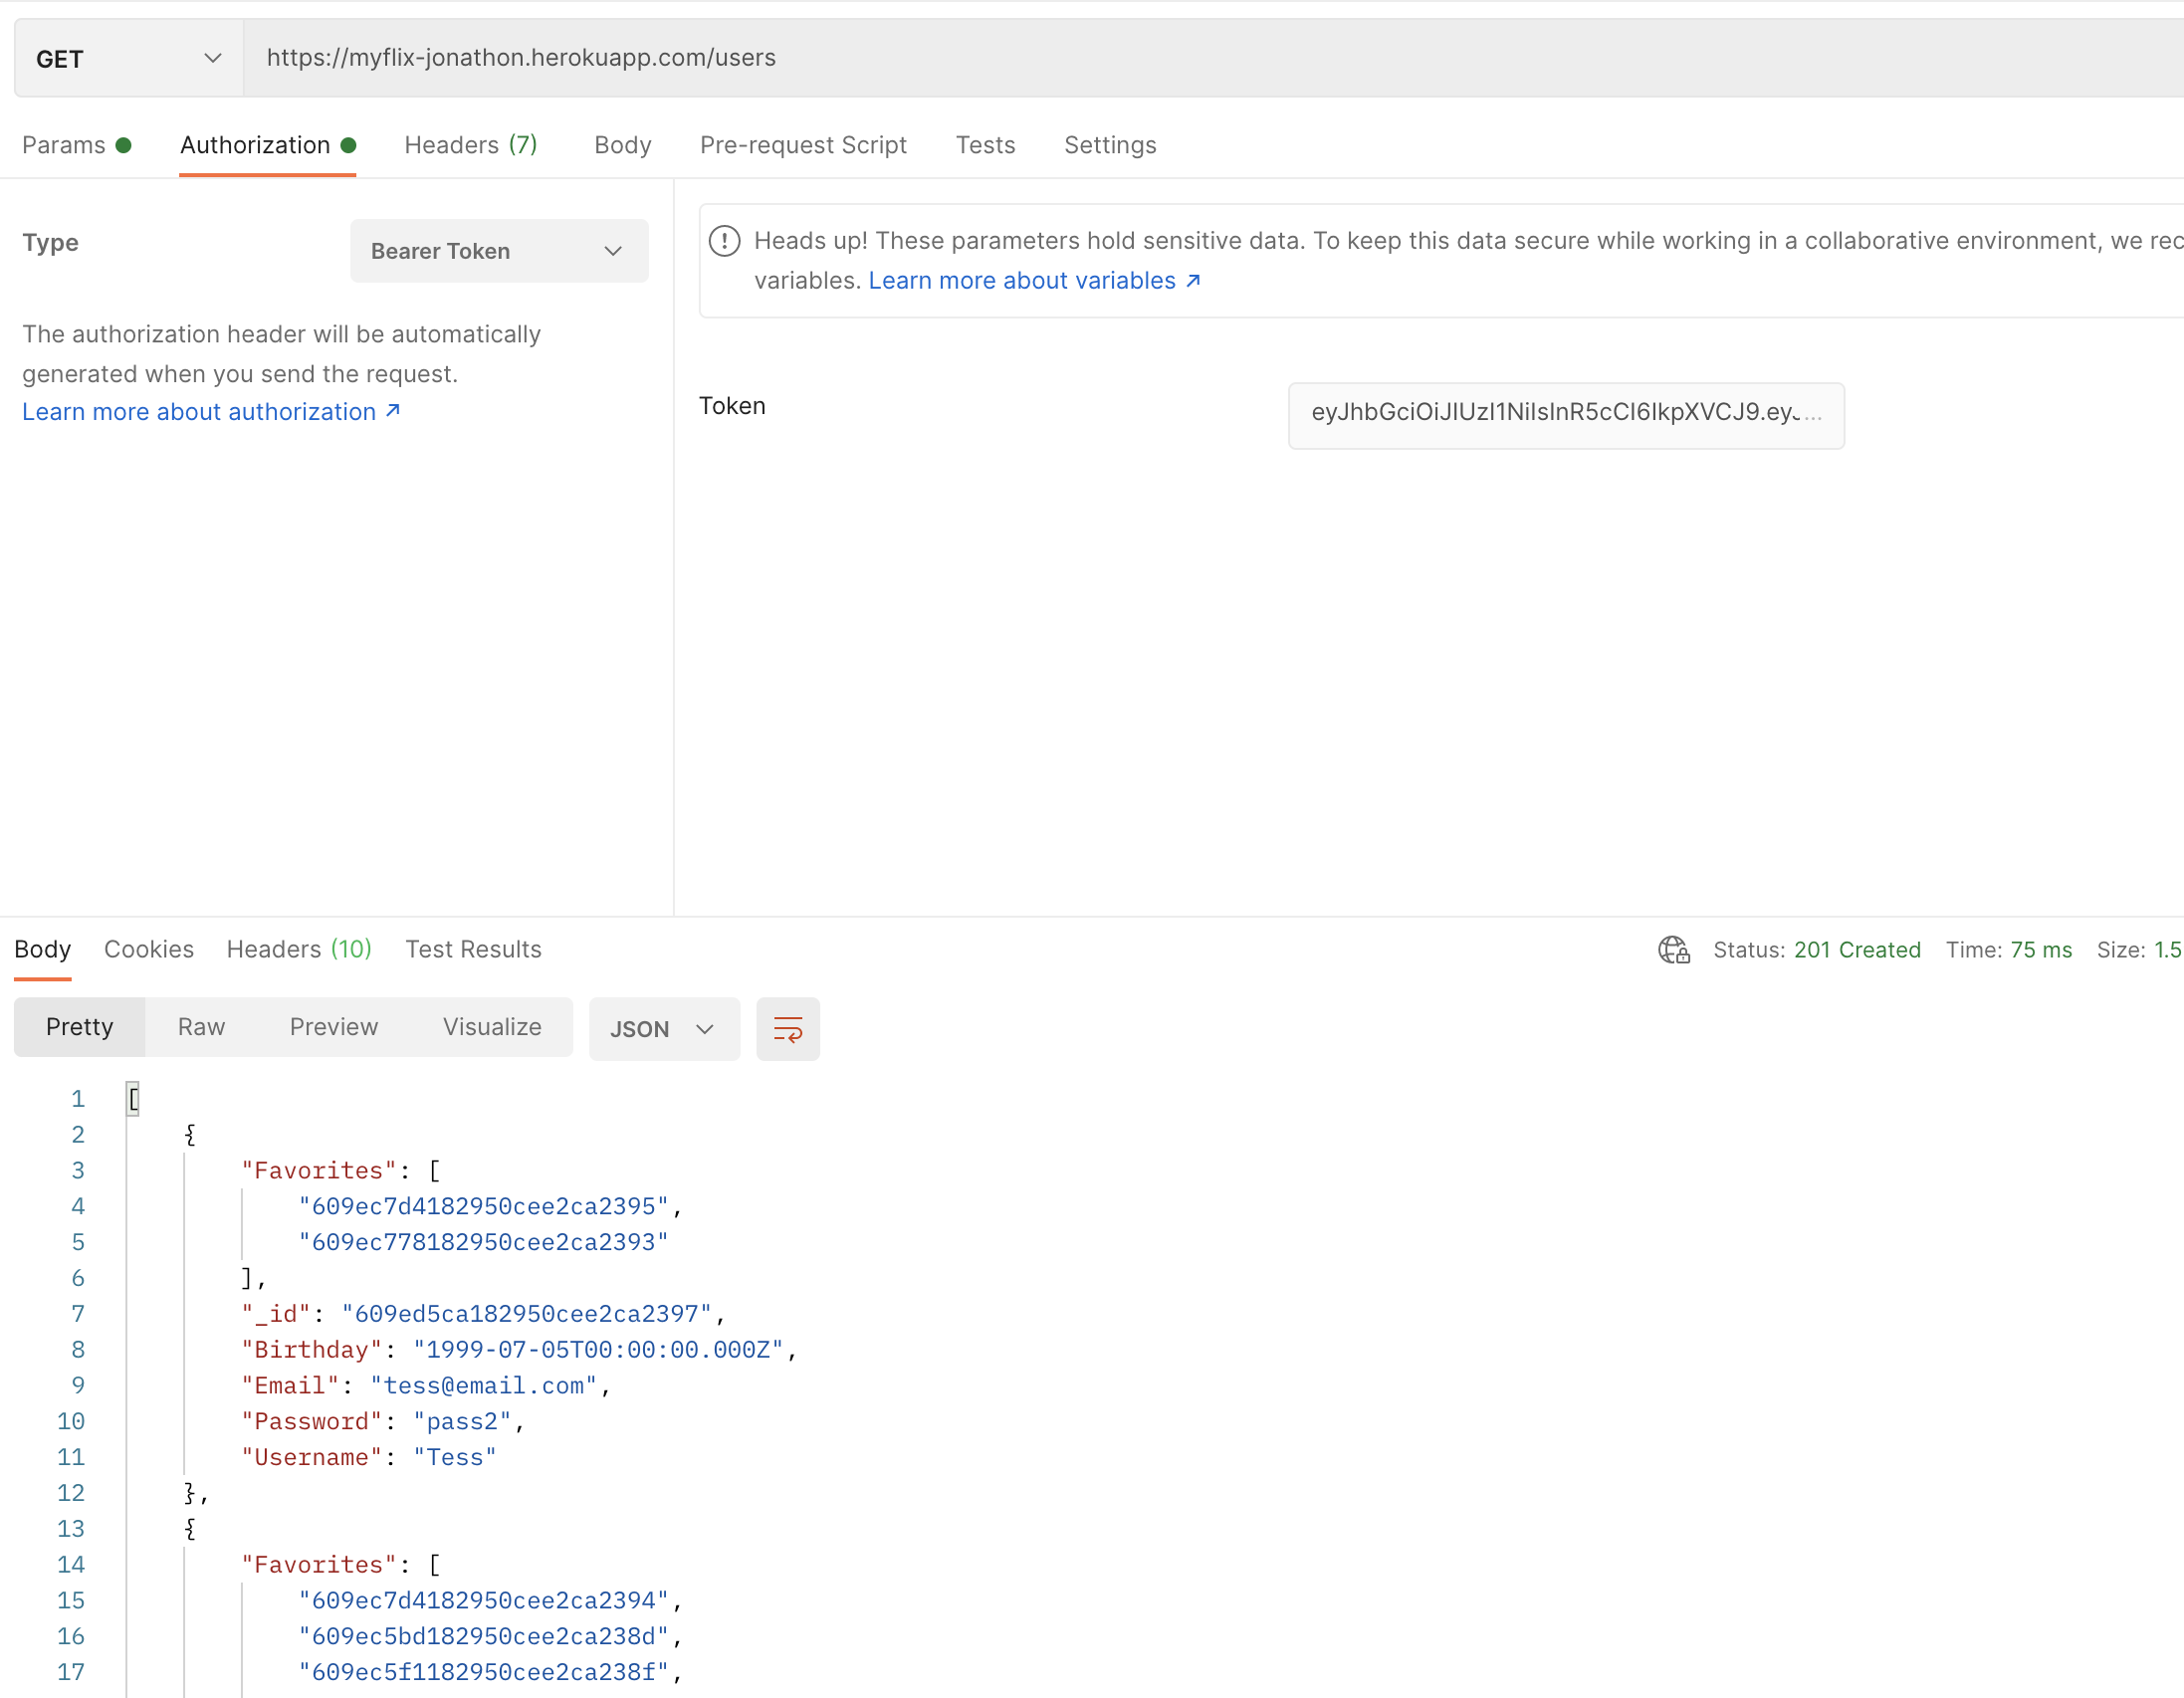 GET https://myflix-jonathon.herokuapp.com/users
Params Authorization Headers (7) Body Pre-request Script Tests Settings
Type Bearer Token
The authorization header will be automatically
generated when you send the request.
Learn more about authorization ↗
Heads up! These parameters hold sensitive data. To keep this data secure while working in a collaborative environment, we rec
variables. Learn more about variables ↗
Token eyJhbGciOiJIUzI1NiIsInR5cCI6IkpXVCJ9.eyJ...
Body Cookies Headers (10) Test Results Status: 201 Created Time: 75 ms Size: 1.5
Pretty Raw Preview Visualize JSON
1 [
2 {
3 "Favorites": [
4 "609ec7d4182950cee2ca2395",
5 "609ec778182950cee2ca2393"
6 ],
7 "_id": "609ed5ca182950cee2ca2397",
8 "Birthday": "1999-07-05T00:00:00.000Z",
9 "Email": "tess@email.com",
10 "Password": "pass2",
11 "Username": "Tess"
12 },
13 {
14 "Favorites": [
15 "609ec7d4182950cee2ca2394",
16 "609ec5bd182950cee2ca238d",
17 "609ec5f1182950cee2ca238f",